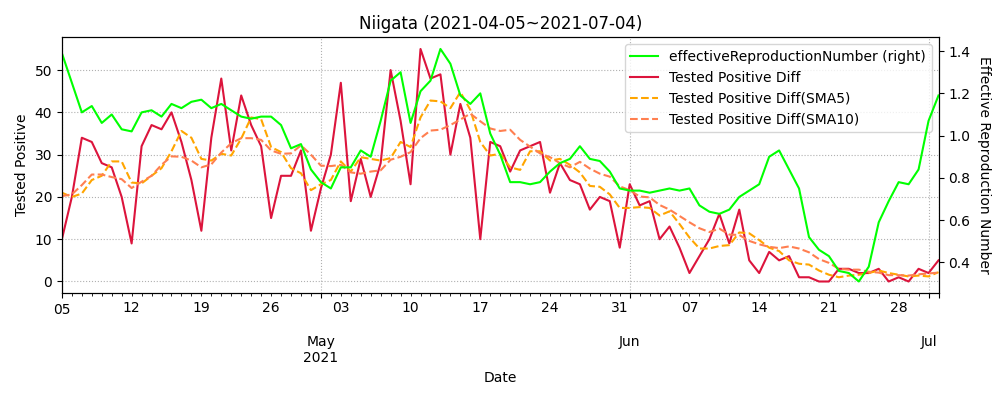 Niigata (2021-04-05~2021-07-04)
effectiveReproductionNumber (right)
Tested Positive Diff
Tested Positive Diff(SMA5)
Tested Positive Diff(SMA10)
Tested Positive
50
40
30
20
10
0
1.4
1.2
1.0
0.8
0.6
0.4
Effective Reproduction Number
05 12 19 26 03 10 17 24 31 07 14 21 28
May Jun Jul
2021
Date